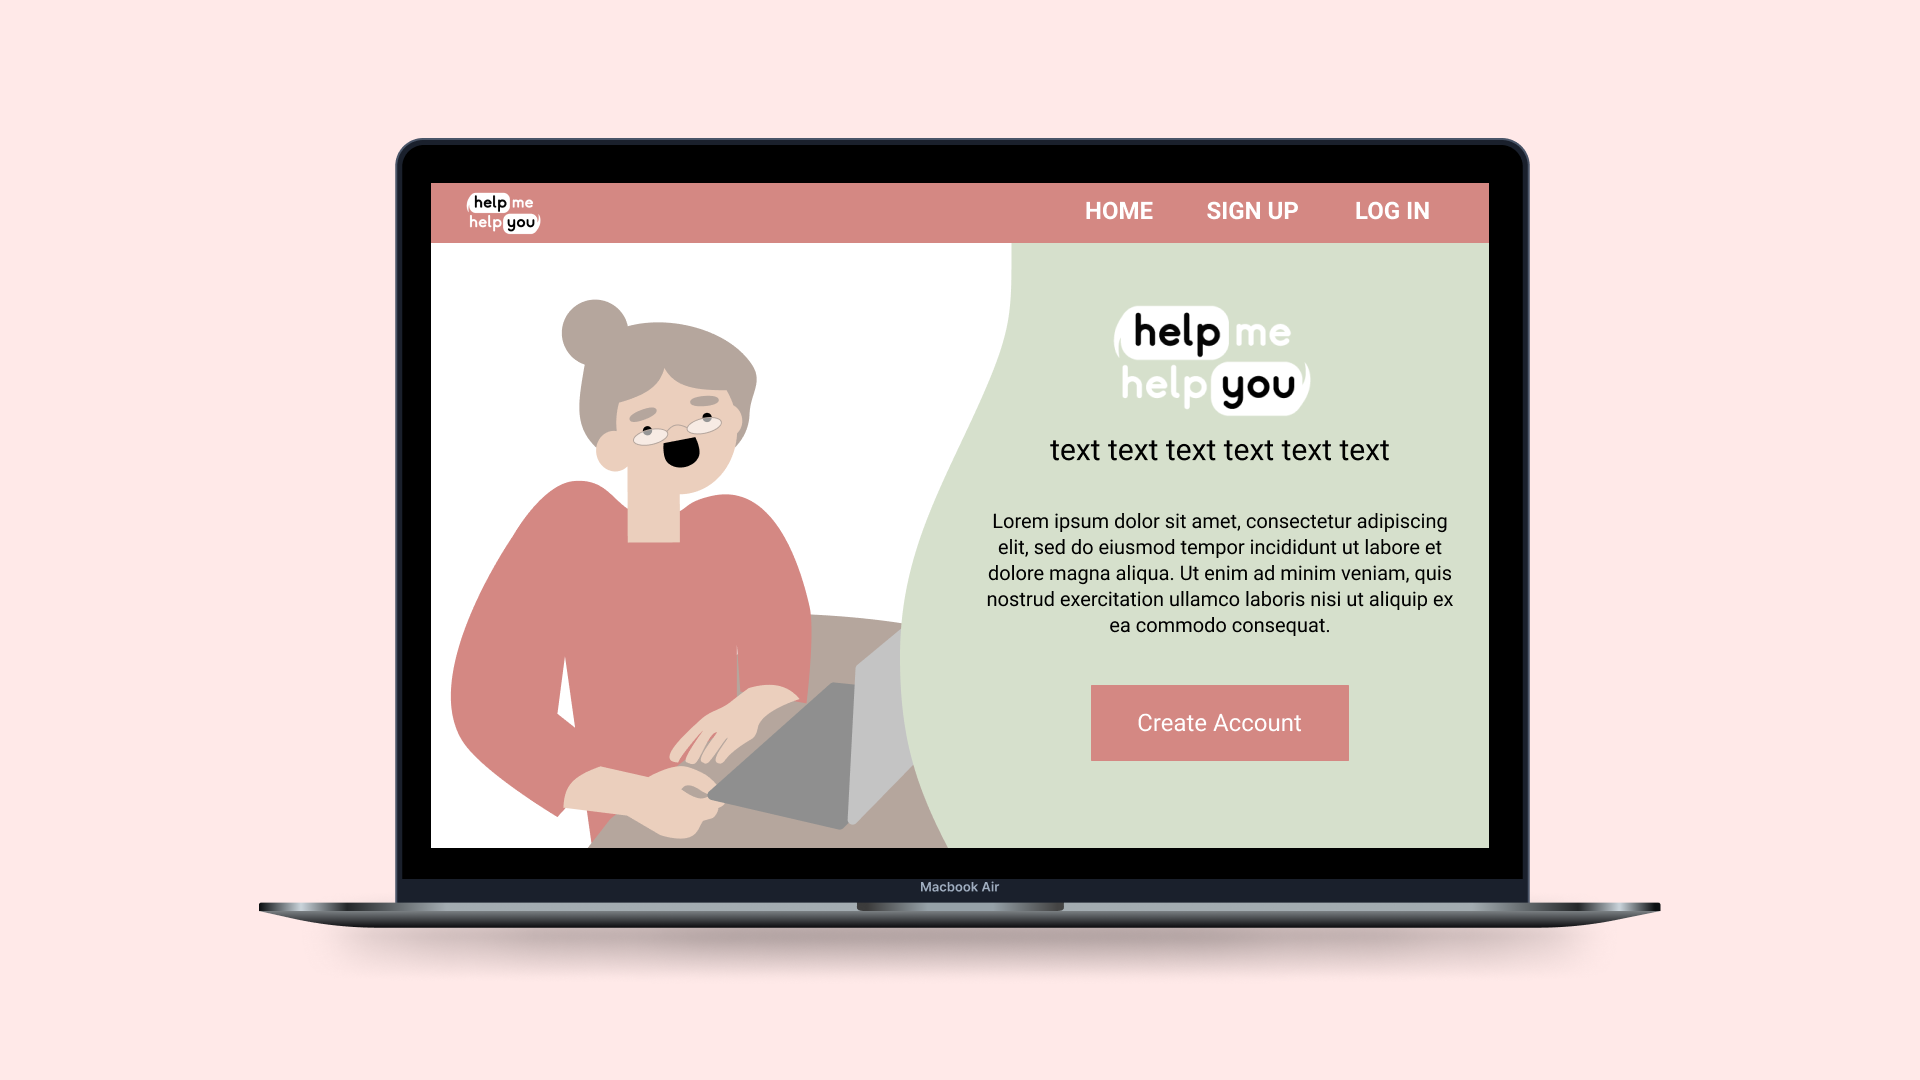 help me
help you
HOME SIGN UP LOG IN
help me
help you
text text text text text text
Lorem ipsum dolor sit amet, consectetur adipiscing
elit, sed do eiusmod tempor incididunt ut labore et
dolore magna aliqua. Ut enim ad minim veniam, quis
nostrud exercitation ullamco laboris nisi ut aliquip ex
ea commodo consequat.
Create Account
Macbook Air